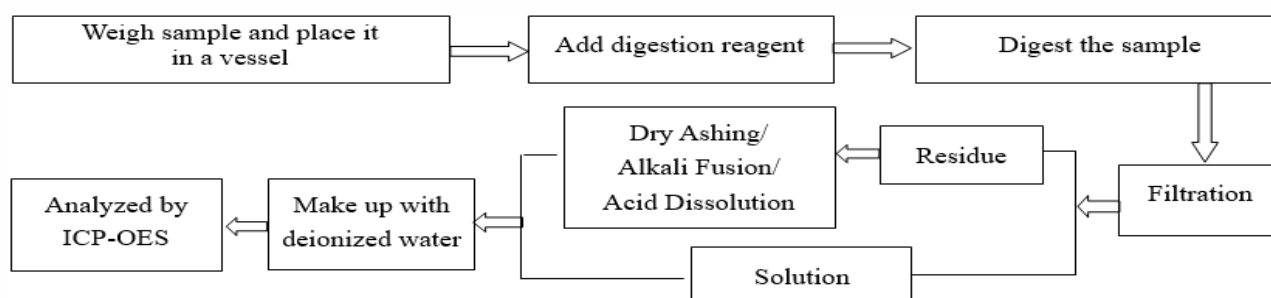 Weigh sample and place it
in a vessel
Add digestion reagent
Digest the sample
Filtration
Residue
Dry Ashing/
Alkali Fusion/
Acid Dissolution
Solution
Make up with
deionized water
Analyzed by
ICP-OES